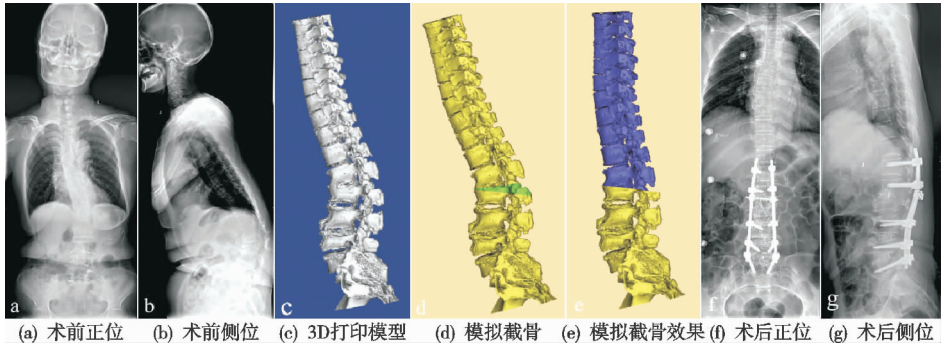 a b c d e f g
(a) 术前正位 (b) 术前侧位 (c) 3D打印模型 (d) 模拟截骨 (e) 模拟截骨效果 (f) 术后正位 (g) 术后侧位